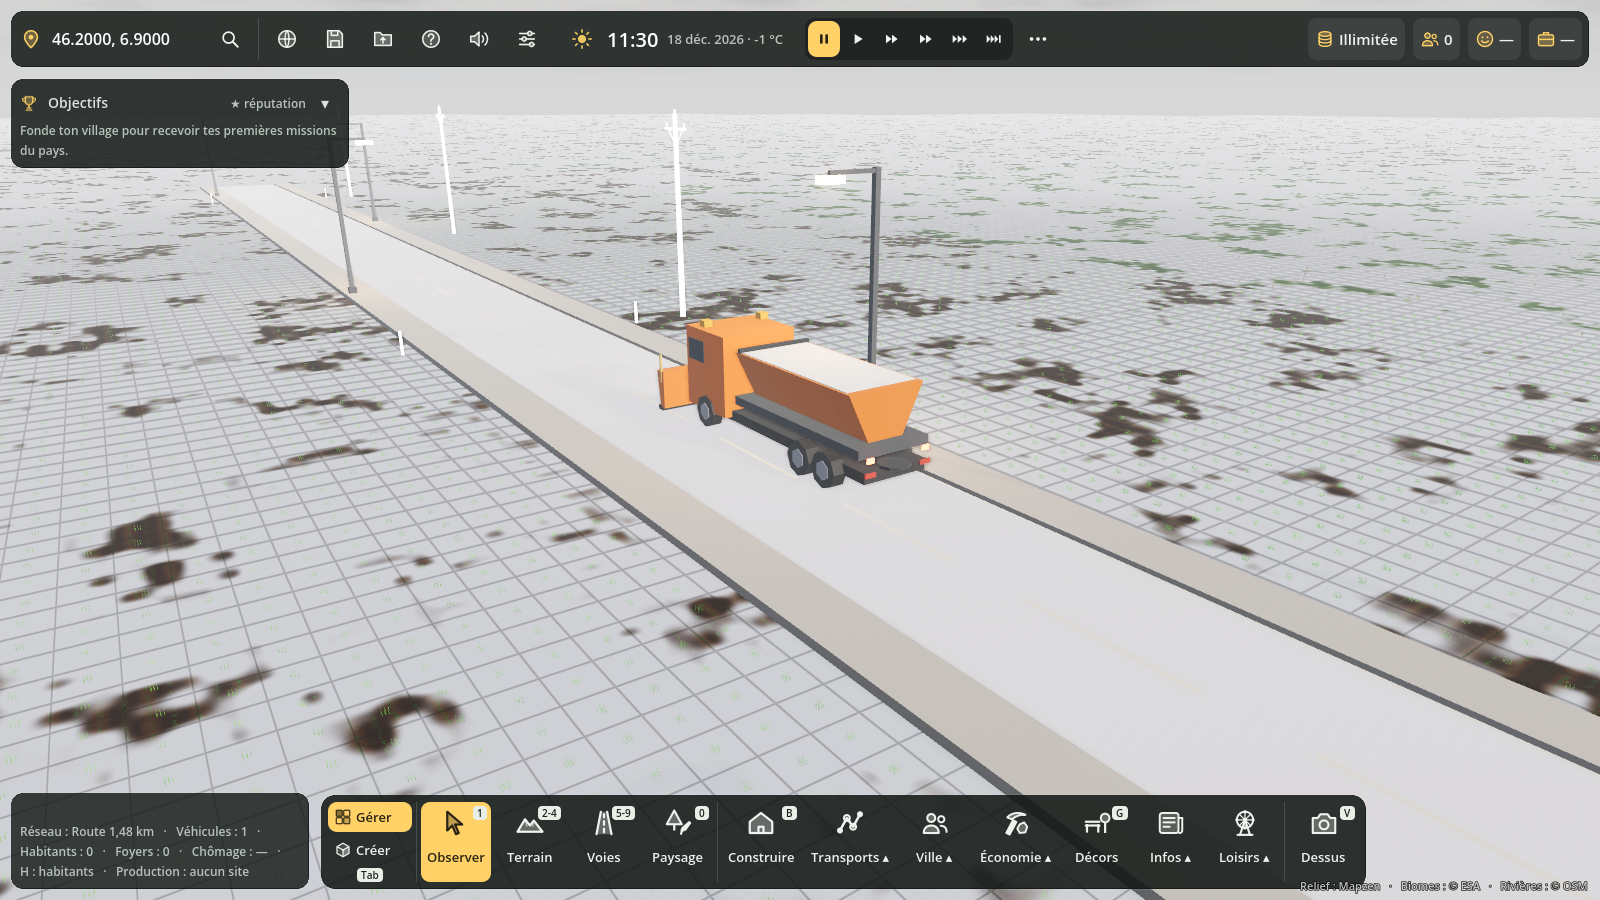 46.2000, 6.9000
11:30
18 déc. 2026 · -1 °C
Illimitée
0
—
—
Objectifs
★ réputation ▼
Fonde ton village pour recevoir tes premières missions
du pays.
Réseau : Route 1,48 km · Véhicules : 1 ·
Habitants : 0 · Foyers : 0 · Chômage : — ·
H : habitants · Production : aucun site
Gérer
Créer
Tab
1
Observer
2-4
Terrain
5-9
Voies
0
Paysage
B
Construire
Transports ▴
Ville ▴
Économie ▴
G
Décors
Infos ▴
Loisirs ▴
V
Dessus
Relief : Mapzen · Biomes : © ESA · Rivières : © OSM